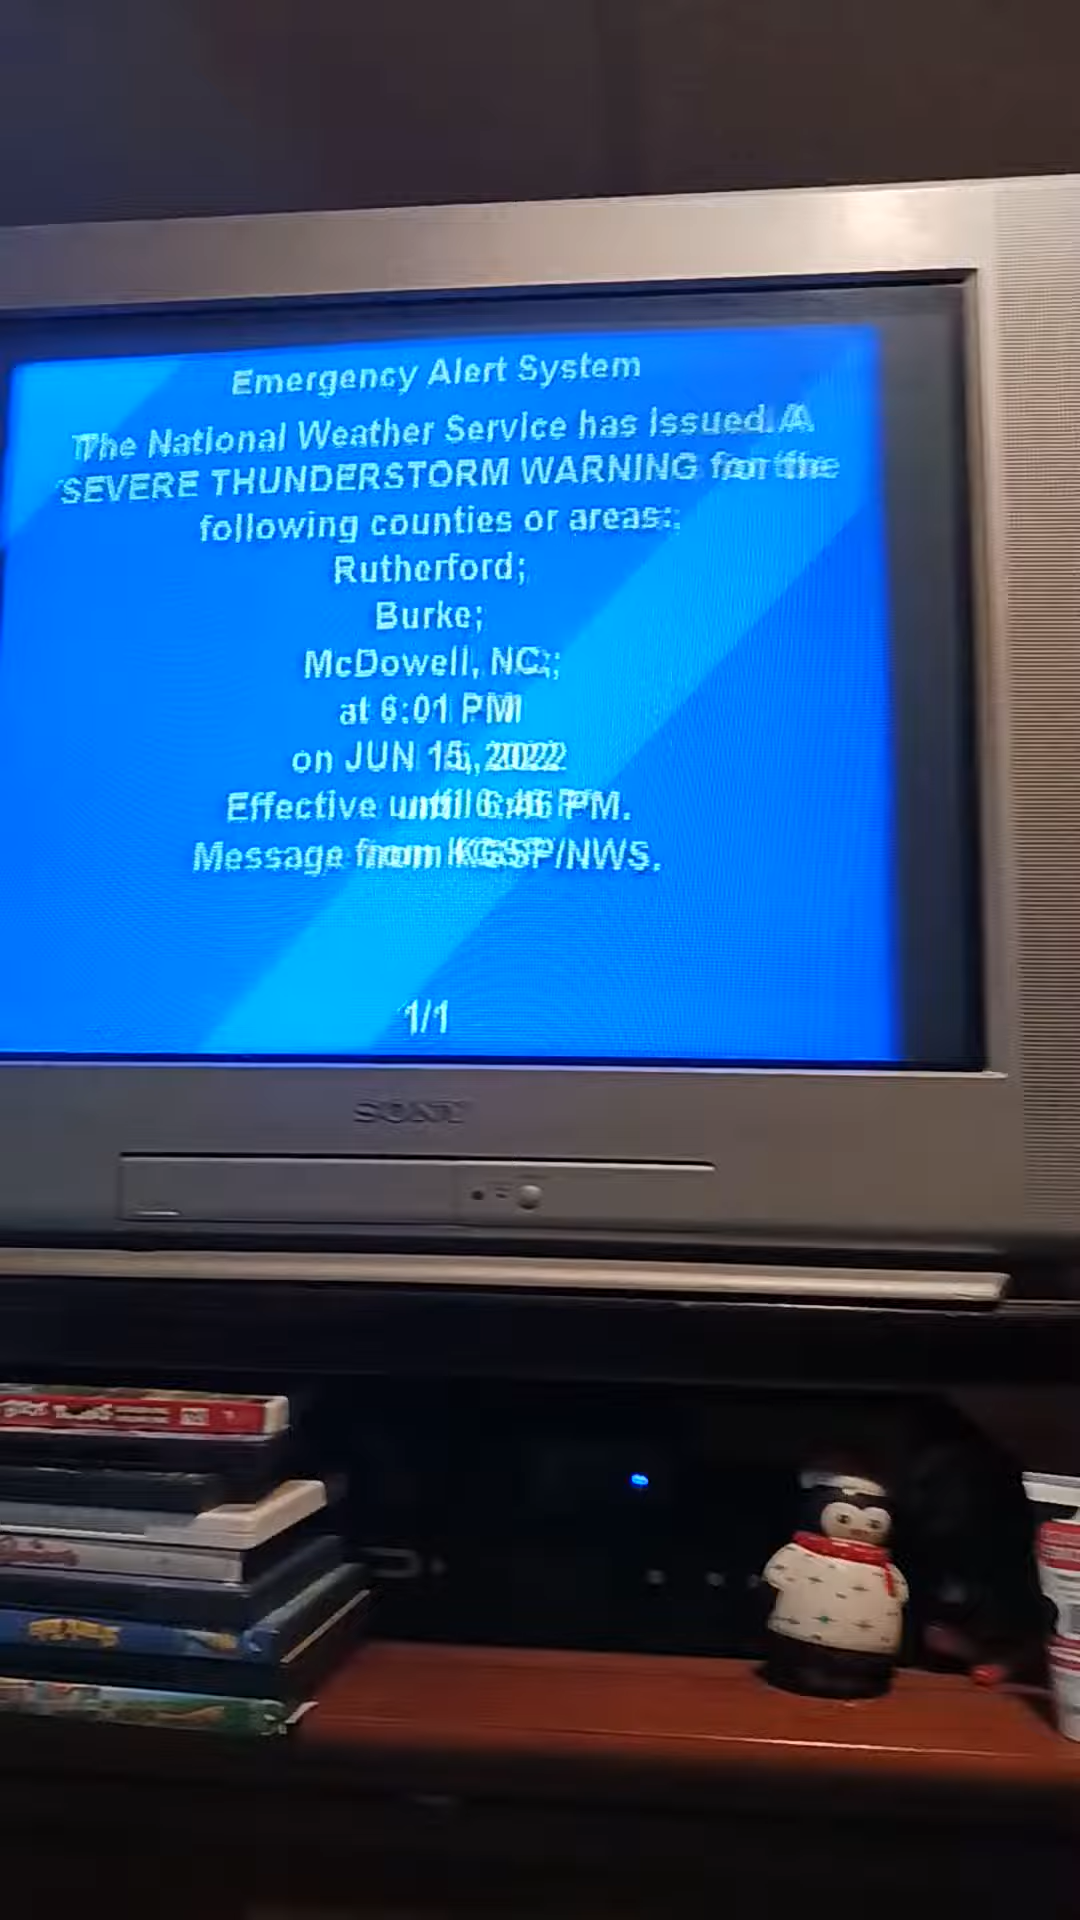 Emergency Alert System
The National Weather Service has issued A
SEVERE THUNDERSTORM WARNING for the
following counties or areas:
Rutherford;
Burke;
McDowell, NC;
at 6:01 PM
on JUN 15, 2022
Effective until 6:46 PM.
Message from KGSP/NWS.
1/1
SONY